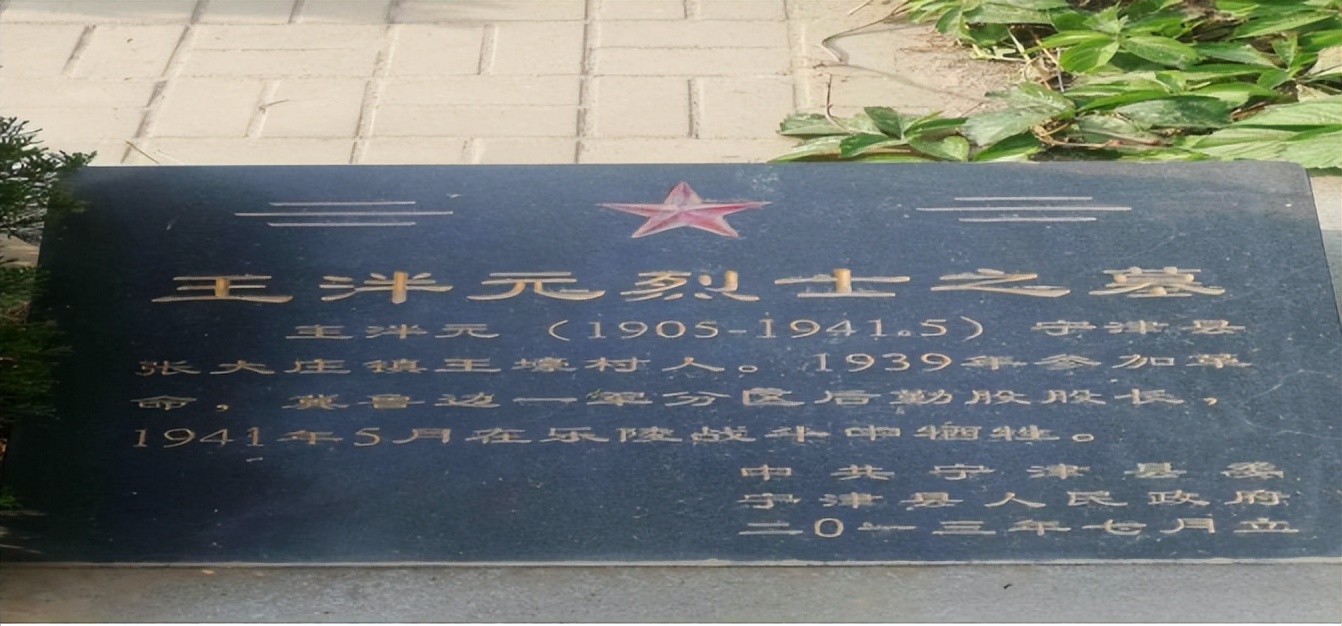 王泮元烈士之墓
王泮元（1905-1941.5）宁津县
张大庄镇王壕村人。1939年参加革
命，冀鲁边一军分区后勤股股长，
1941年5月在乐陵战斗中牺牲。
中共宁津县委
宁津县人民政府
二0一三年七月立